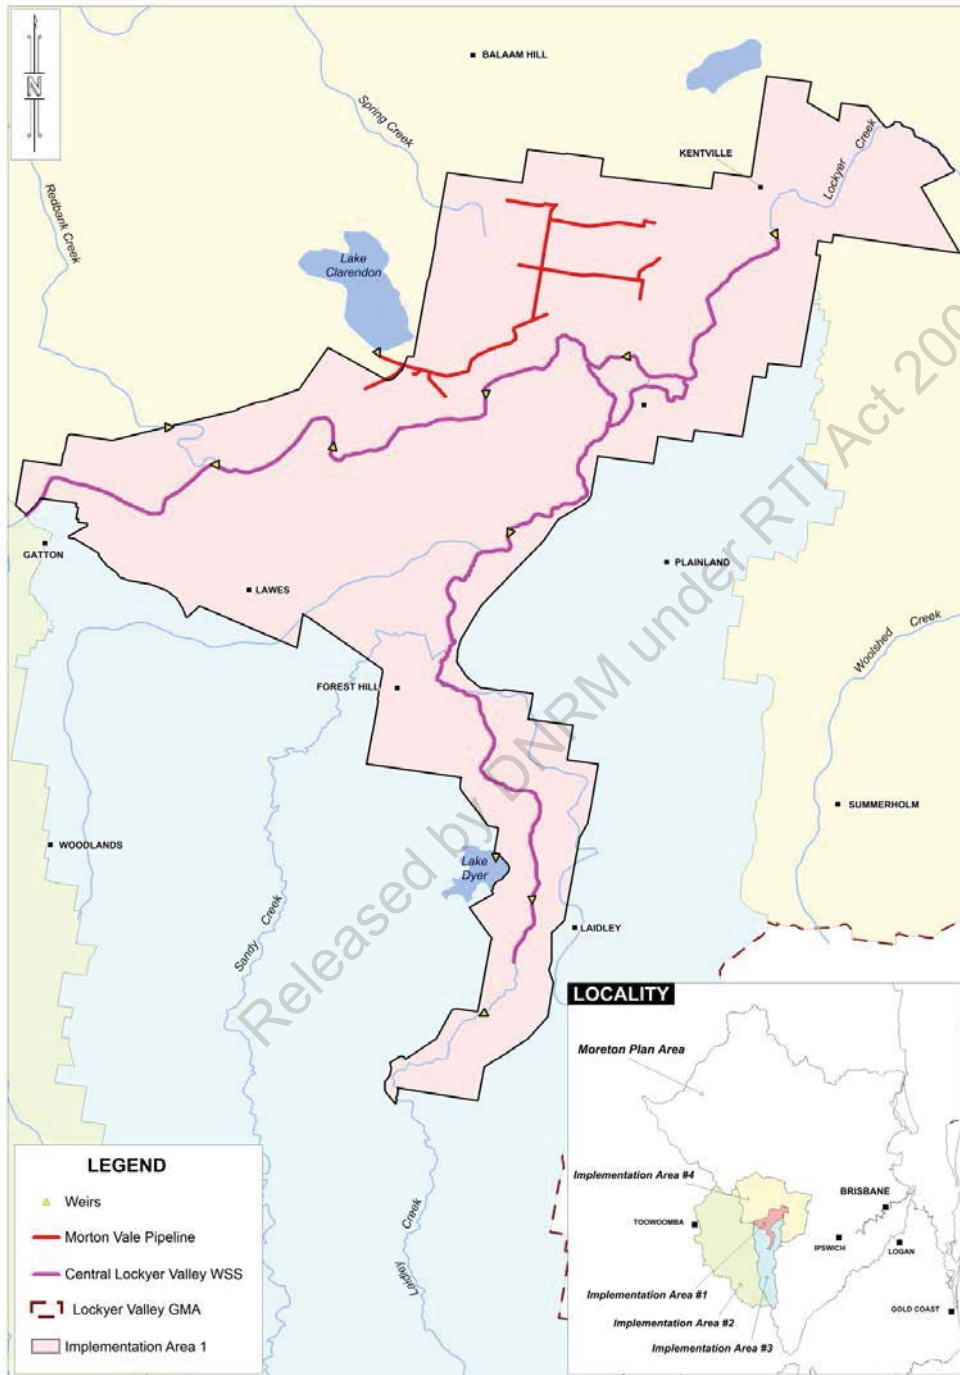 N
BALAAM HILL
Spring Creek
KENTVILLE
Lockyer Creek
Redbank Creek
Lake
Clarendon
GATTON
LAWES
PLAINLAND
Woolshed Creek
FOREST HILL
SUMMERHOLM
WOODLANDS
Lake
Dyer
Sandy Creek
LAIDLEY
Laidley Creek
Released by DNRM under RTI Act 200
LEGEND
Weirs
Morton Vale Pipeline
Central Lockyer Valley WSS
Lockyer Valley GMA
Implementation Area 1
LOCALITY
Moreton Plan Area
Implementation Area #4
BRISBANE
TOOWOOMBA
IPSWICH
LOGAN
Implementation Area #1
GOLD COAST
Implementation Area #2
Implementation Area #3